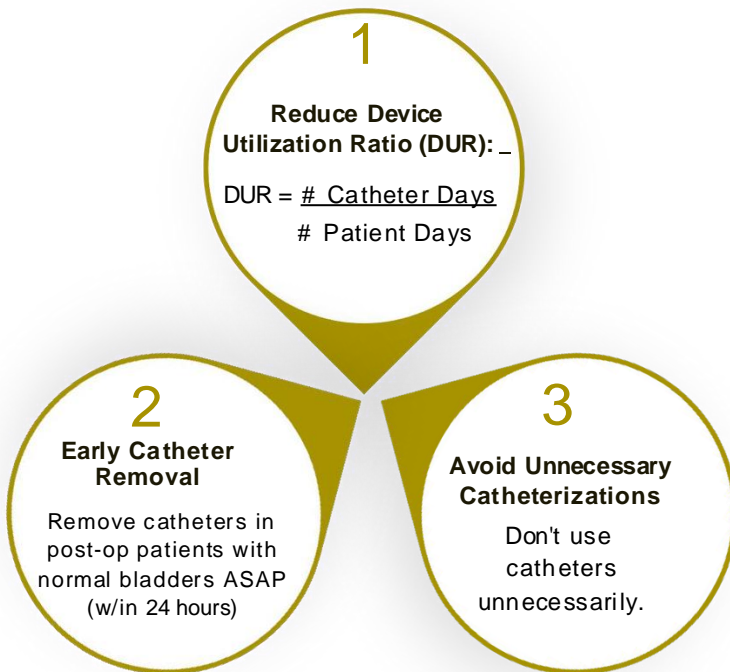 1
Reduce Device
Utilization Ratio (DUR): _
DUR = # Catheter Days
# Patient Days
2
Early Catheter
Removal
Remove catheters in
post-op patients with
normal bladders ASAP
(w/in 24 hours)
3
Avoid Unnecessary
Catheterizations
Don't use
catheters
unnecessarily.